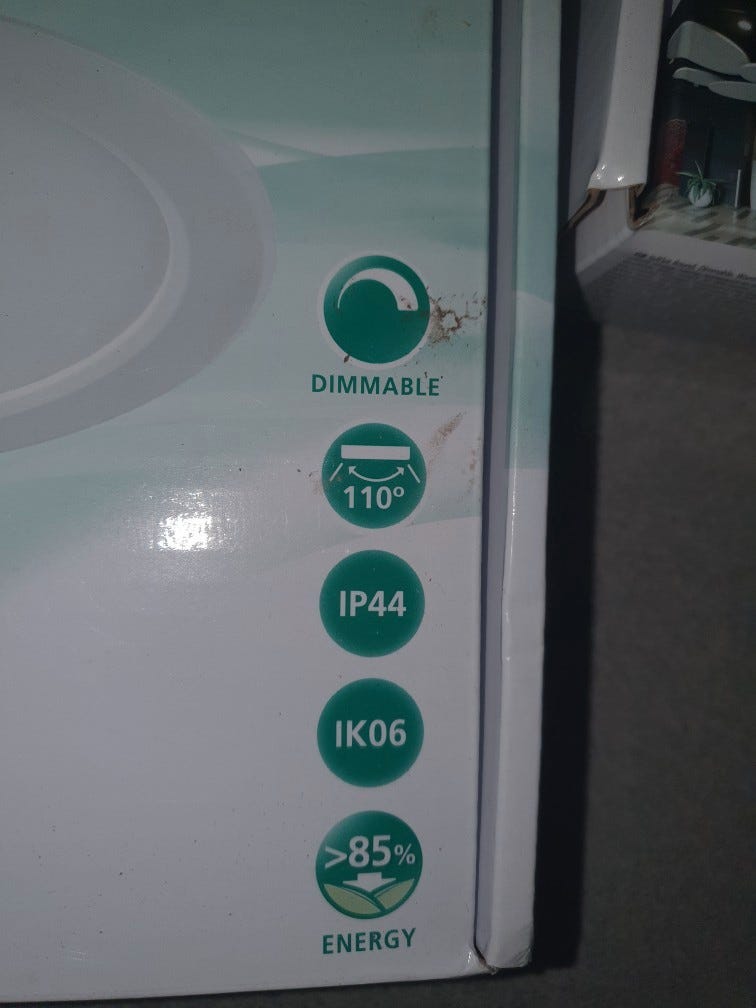 DIMMABLE
110°
IP44
IK06
>85%
ENERGY